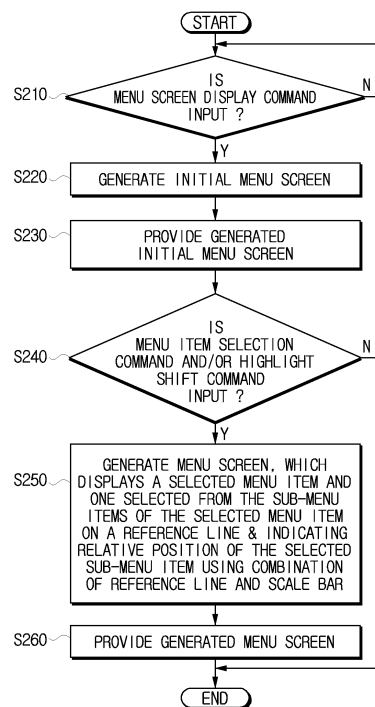 START
S210
IS
MENU SCREEN DISPLAY COMMAND
INPUT ?
N
Y
S220
GENERATE INITIAL MENU SCREEN
S230
PROVIDE GENERATED
INITIAL MENU SCREEN
S240
IS
MENU ITEM SELECTION
COMMAND AND/OR HIGHLIGHT
SHIFT COMMAND
INPUT ?
N
Y
S250
GENERATE MENU SCREEN, WHICH
DISPLAYS A SELECTED MENU ITEM AND
ONE SELECTED FROM THE SUB-MENU
ITEMS OF THE SELECTED MENU ITEM
ON A REFERENCE LINE & INDICATING
RELATIVE POSITION OF THE SELECTED
SUB-MENU ITEM USING COMBINATION
OF REFERENCE LINE AND SCALE BAR
S260
PROVIDE GENERATED MENU SCREEN
END